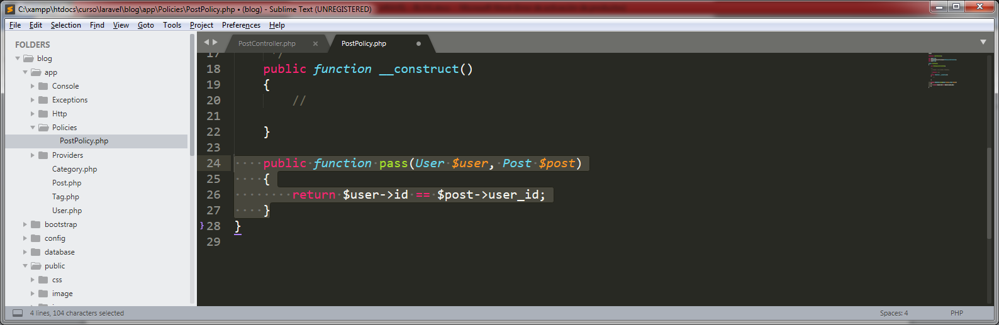 C:\xampp\htdocs\curso\laravel\blog\app\Policies\PostPolicy.php • (blog) - Sublime Text (UNREGISTERED)
File Edit Selection Find View Goto Tools Project Preferences Help
FOLDERS
blog
app
Console
Exceptions
Http
Policies
PostPolicy.php
Providers
Category.php
Post.php
Tag.php
User.php
bootstrap
config
database
public
css
image
PostController.php
PostPolicy.php
17 */
18 public function __construct()
19 {
20 //
21
22 }
23
24 public function pass(User $user, Post $post)
25 {
26 return $user->id == $post->user_id;
27 }
28 }
29
4 lines, 104 characters selected
Spaces: 4
PHP